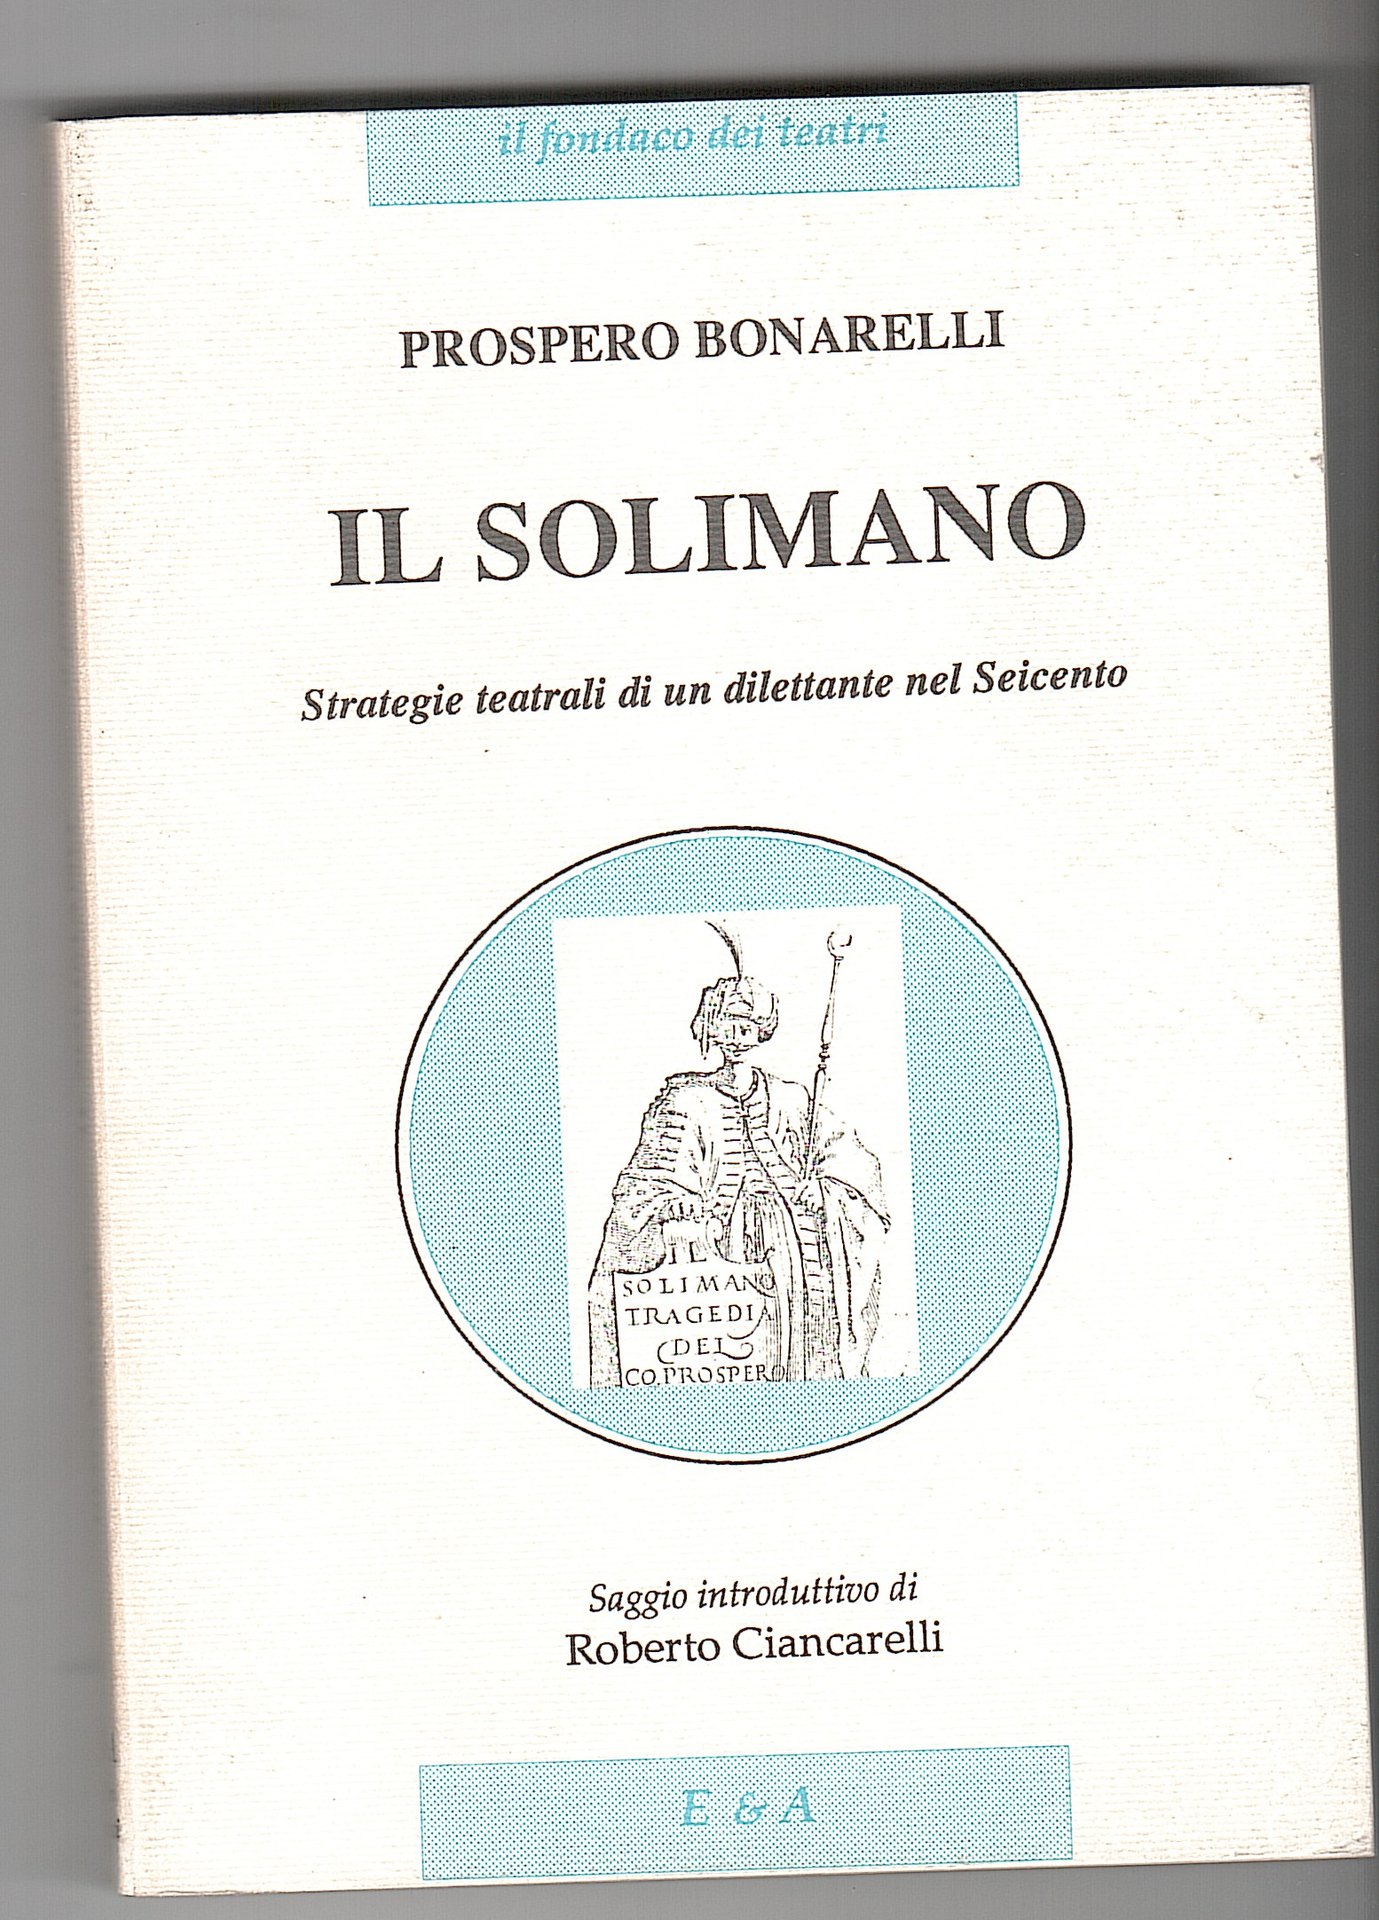 il fondaco dei teatri
PROSPERO BONARELLI
IL SOLIMANO
Strategie teatrali di un dilettante nel Seicento
IL
SOLIMANO
TRAGEDIA
DEL
CO. PROSPERO
Saggio introduttivo di
Roberto Ciancarelli
E & A